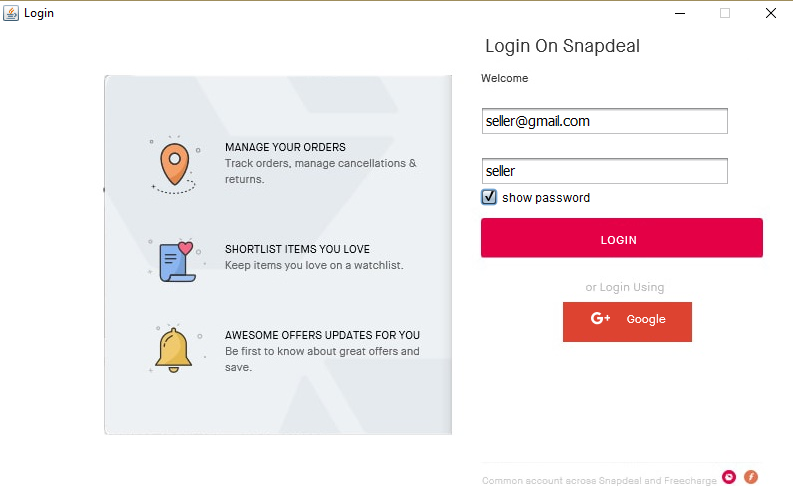 Login
Login On Snapdeal
Welcome
seller@gmail.com
seller
show password
LOGIN
or Login Using
G+ Google
MANAGE YOUR ORDERS
Track orders, manage cancellations &
returns.
SHORTLIST ITEMS YOU LOVE
Keep items you love on a watchlist.
AWESOME OFFERS UPDATES FOR YOU
Be first to know about great offers and
save.
Common account across Snapdeal and Freecharge